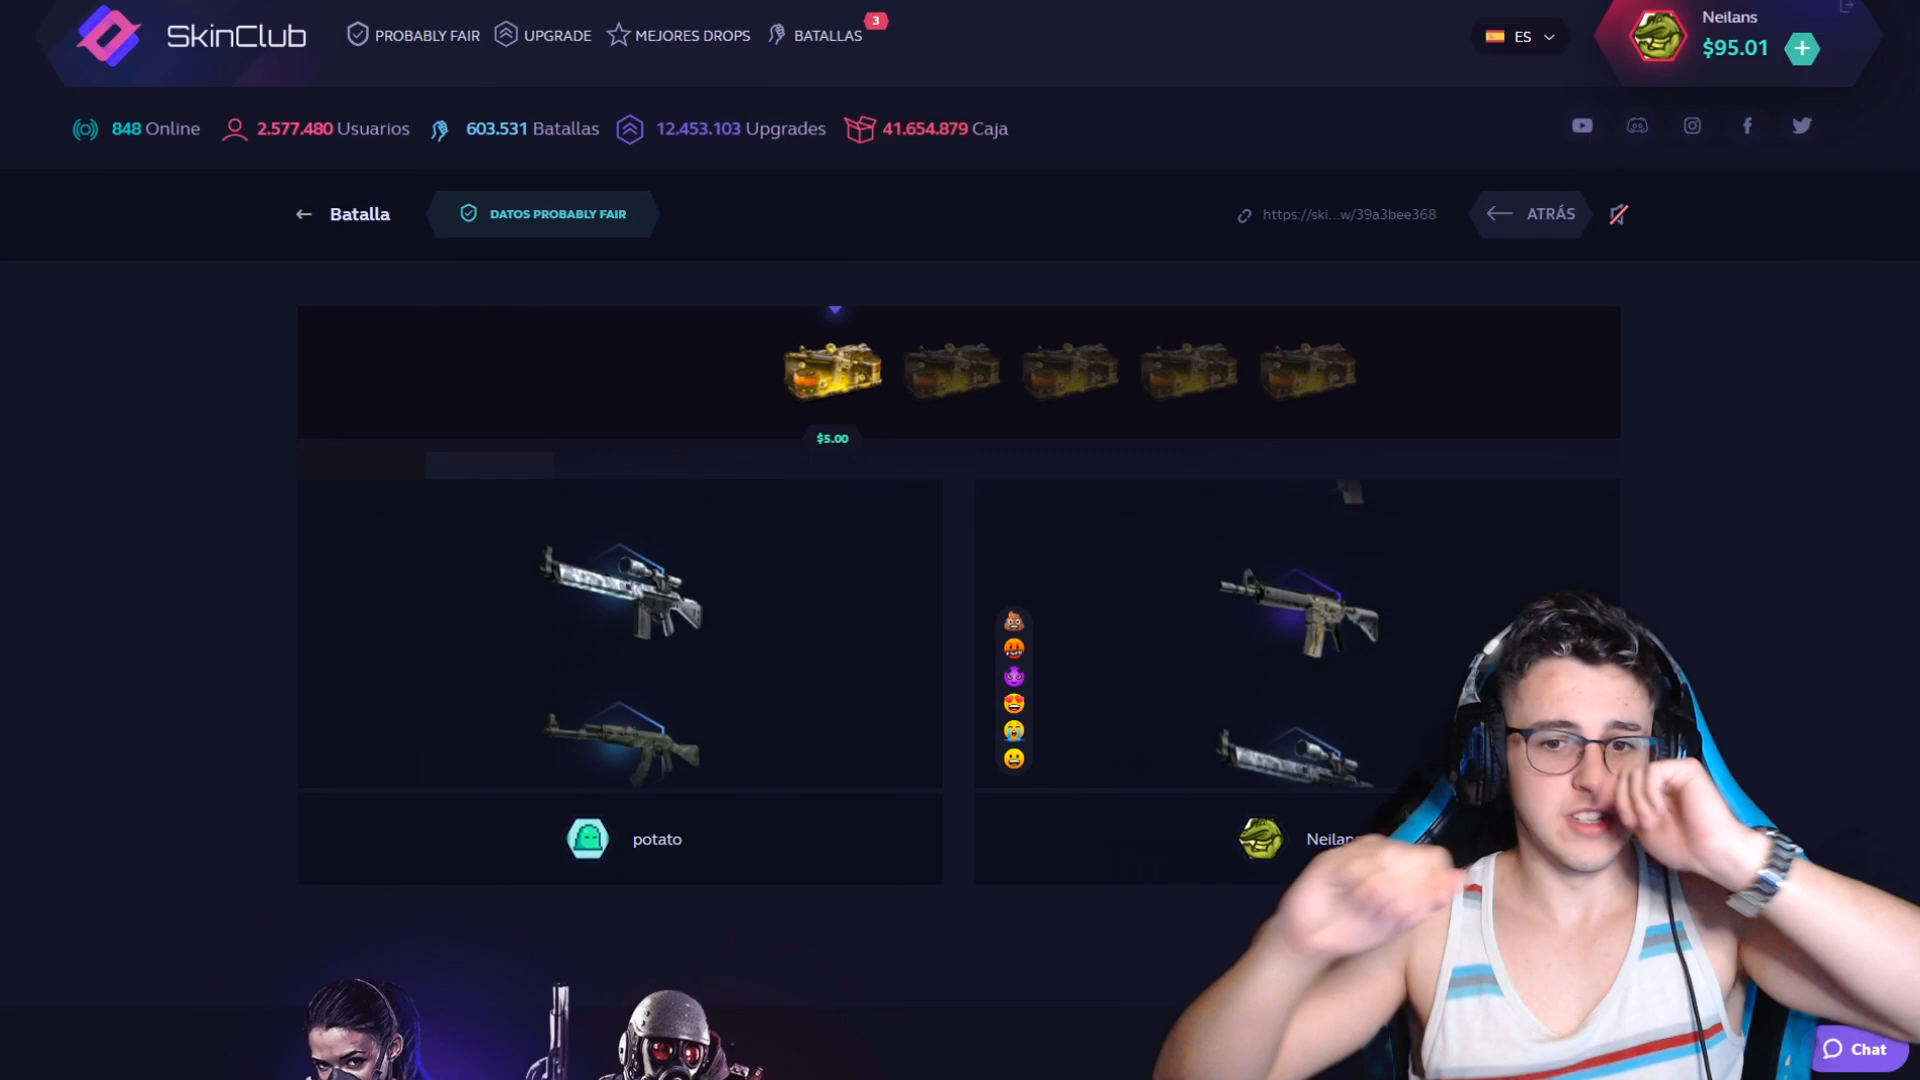 SkinClub
PROBABLY FAIR
UPGRADE
MEJORES DROPS
BATALLAS
3
ES
Neilans
$95.01
848 Online
2.577.480 Usuarios
603.531 Batallas
12.453.103 Upgrades
41.654.879 Caja
Batalla
DATOS PROBABLY FAIR
https://ski...w/39a3bee368
ATRÁS
$5.00
potato
Chat